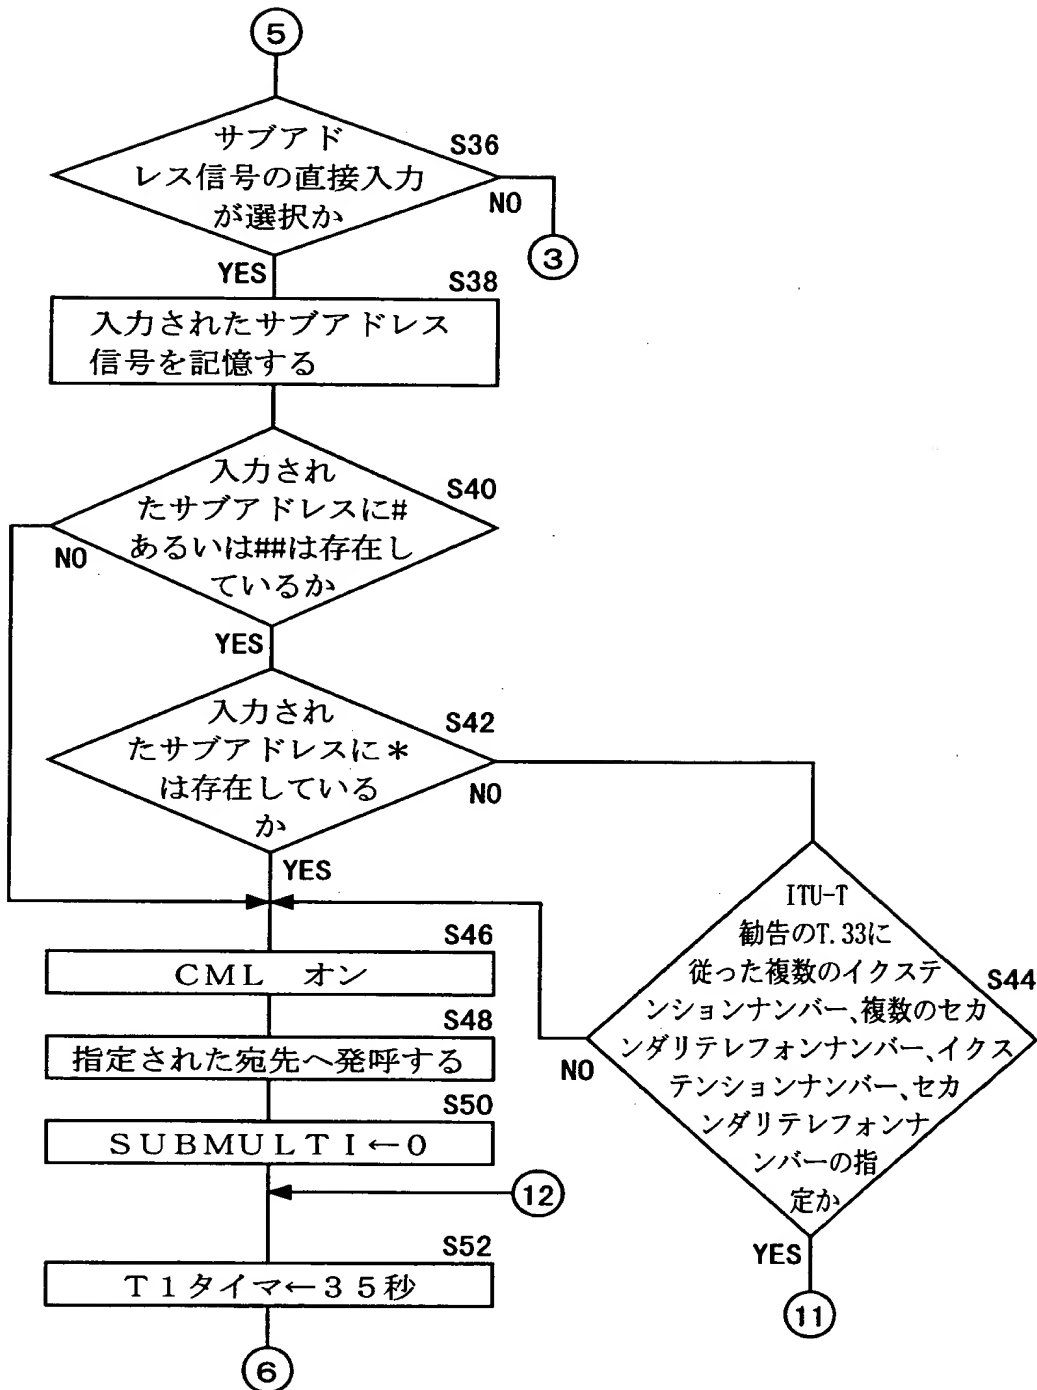 5
サブアド
レス信号の直接入力
が選択か
S36
NO
3
YES
S38
入力されたサブアドレス
信号を記憶する
入力され
たサブアドレスに#
あるいは##は存在し
ているか
S40
NO
YES
入力され
たサブアドレスに*
は存在している
か
S42
NO
YES
ITU-T
勧告のT.33に
従った複数のイクステ
ンションナンバー、複数のセカ
ンダリテレフォンナンバー、イクス
テンションナンバー、セカ
ンダリテレフォンナ
ンバーの指
定か
S44
NO
YES
11
S46
CML オン
S48
指定された宛先へ発呼する
S50
SUBMULTI←0
12
S52
T1タイマ←35秒
6